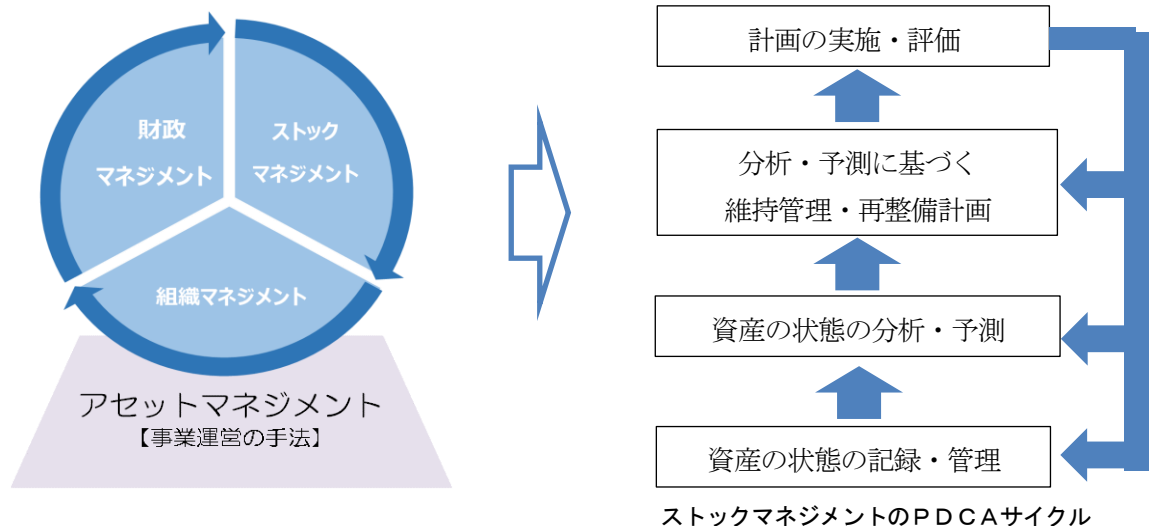 財政
マネジメント
ストック
マネジメント
組織マネジメント
アセットマネジメント
【事業運営の手法】
計画の実施・評価
分析・予測に基づく
維持管理・再整備計画
資産の状態の分析・予測
資産の状態の記録・管理
ストックマネジメントのＰＤＣＡサイクル